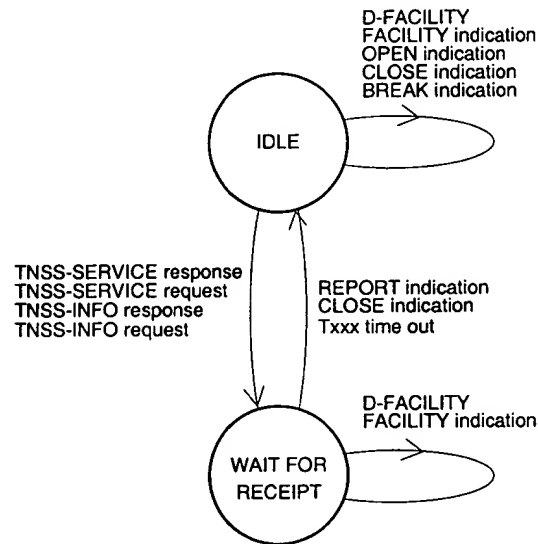 D-FACILITY
FACILITY indication
OPEN indication
CLOSE indication
BREAK indication
IDLE
TNSS-SERVICE response
TNSS-SERVICE request
TNSS-INFO response
TNSS-INFO request
REPORT indication
CLOSE indication
Txxx time out
D-FACILITY
FACILITY indication
WAIT FOR
RECEIPT